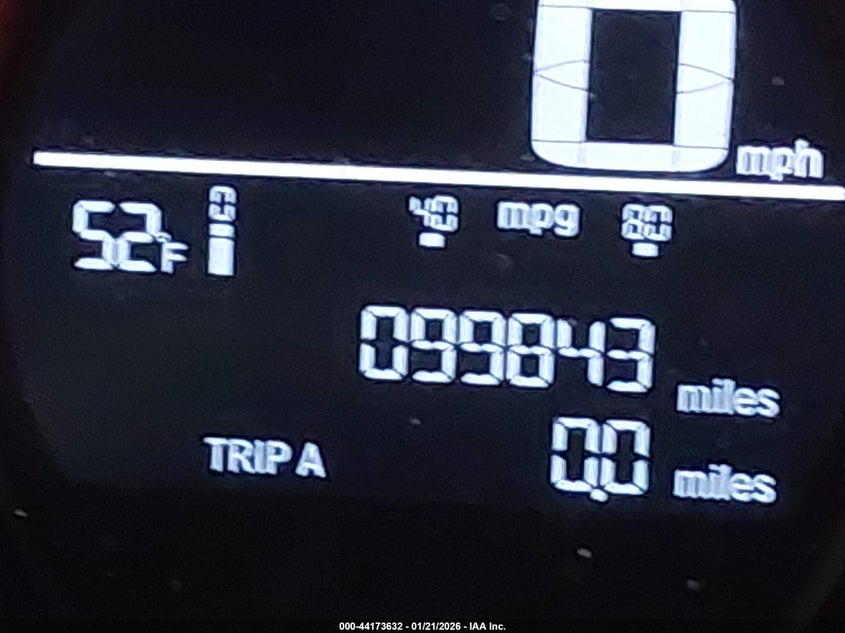 0 mph
52°F 0 40 mpg 80
099843 miles
TRIP A 0.0 miles
000-44173632 - 01/21/2026 - IAA Inc.